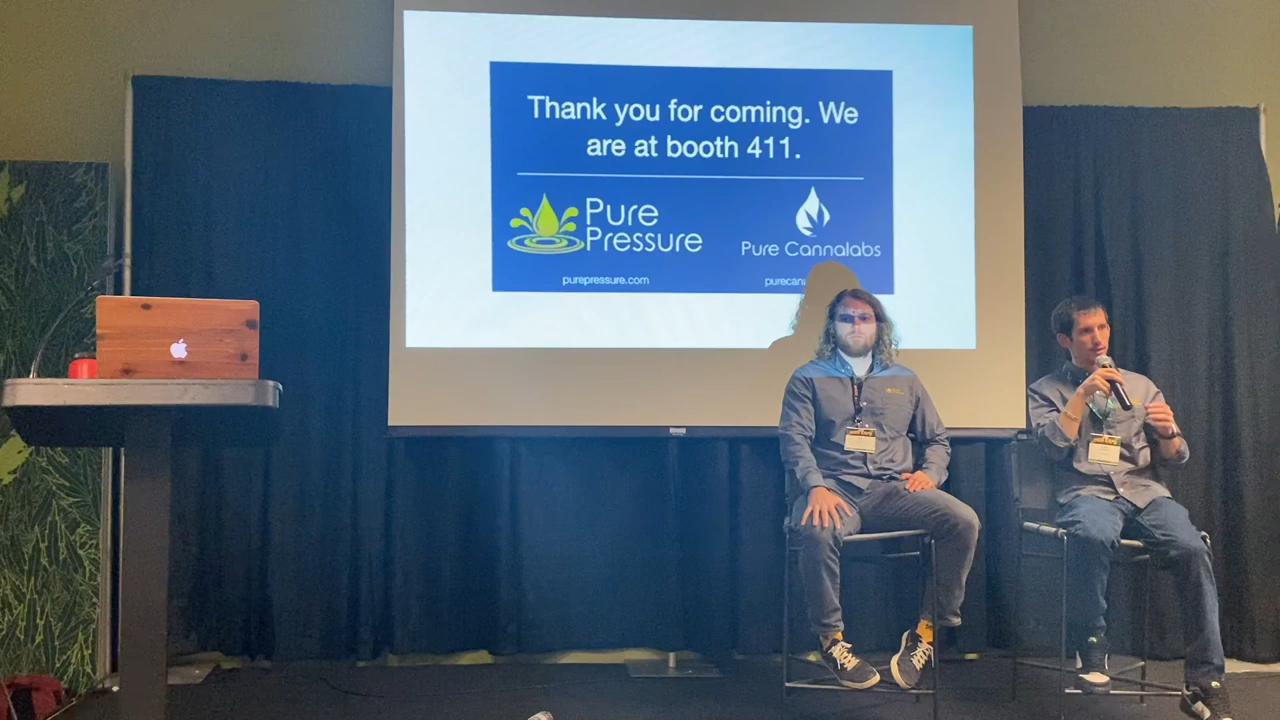 Thank you for coming. We
are at booth 411.
Pure
Pressure
Pure Cannalabs
purepressure.com